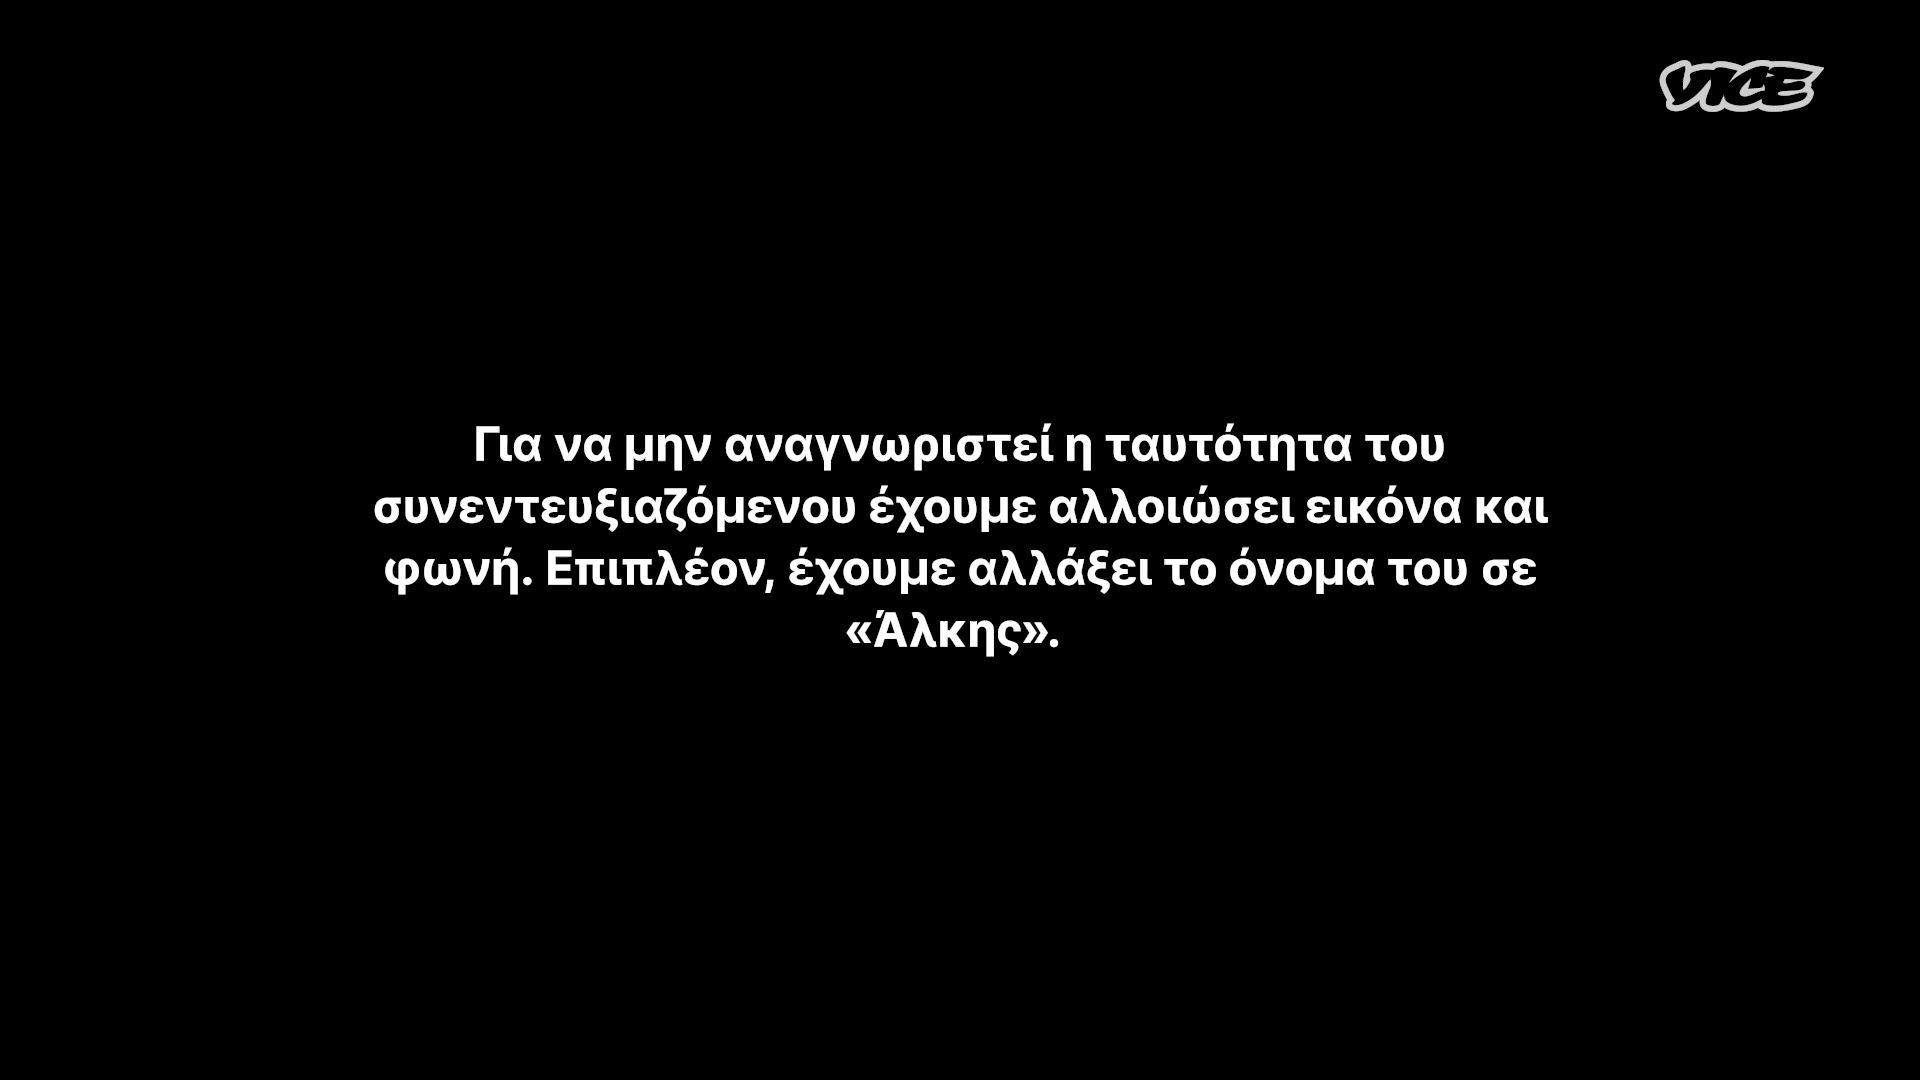 VICE
Για να μην αναγνωριστεί η ταυτότητα του
συνεντευξιαζόμενου έχουμε αλλοιώσει εικόνα και
φωνή. Επιπλέον, έχουμε αλλάξει το όνομα του σε
«Άλκης».